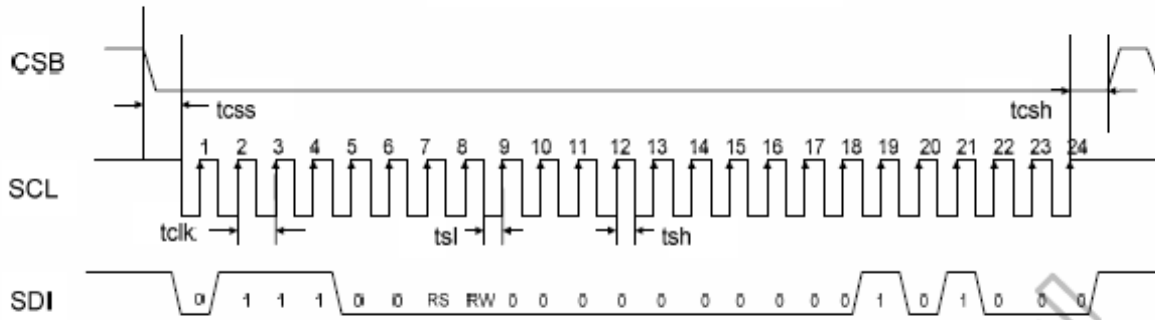 CSB
tcss
tcsh
1 2 3 4 5 6 7 8 9 10 11 12 13 14 15 16 17 18 19 20 21 22 23 24
SCL
tclk
tsl
tsh
SDI
0 1 1 1 0 0 RS RW 0 0 0 0 0 0 0 0 0 0 1 0 1 0 0 0